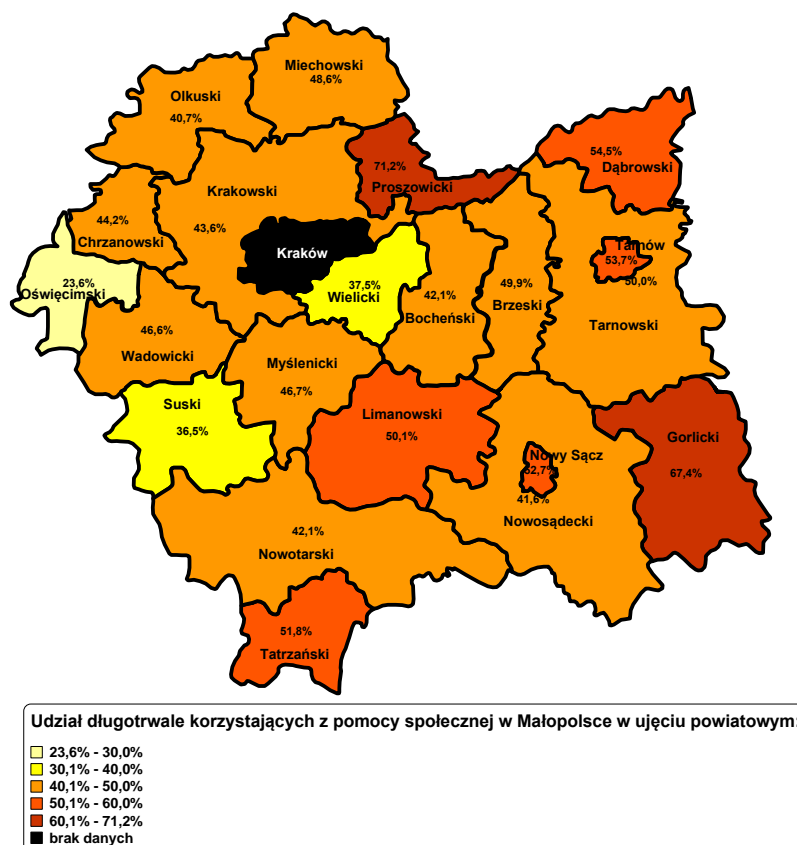 Miechowski
48,6%
Olkuski
40,7%
54,5%
Dąbrowski
71,2%
Proszowicki
Krakowski
43,6%
44,2%
Chrzanowski
Kraków
Tarnów
53,7%
50,0%
Tarnowski
23,6%
Oświęcimski
37,5%
Wielicki
42,1%
Bocheński
49,9%
Brzeski
46,6%
Wadowicki
Myślenicki
46,7%
Suski
36,5%
Limanowski
50,1%
Gorlicki
67,4%
Nowy Sącz
52,7%
41,6%
Nowosądecki
42,1%
Nowotarski
51,8%
Tatrzański
Udział długotrwale korzystających z pomocy społecznej w Małopolsce w ujęciu powiatowym:
23,6% - 30,0%
30,1% - 40,0%
40,1% - 50,0%
50,1% - 60,0%
60,1% - 71,2%
brak danych